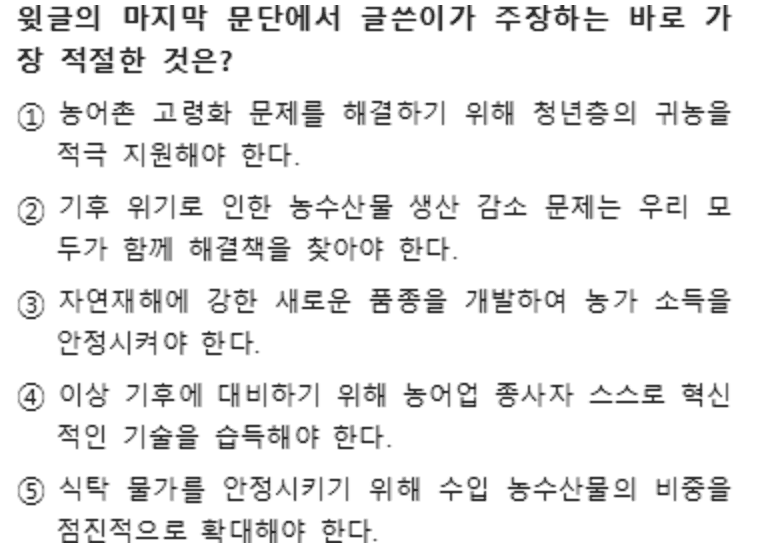 윗글의 마지막 문단에서 글쓴이가 주장하는 바로 가
장 적절한 것은?
① 농어촌 고령화 문제를 해결하기 위해 청년층의 귀농을
적극 지원해야 한다.
② 기후 위기로 인한 농수산물 생산 감소 문제는 우리 모
두가 함께 해결책을 찾아야 한다.
③ 자연재해에 강한 새로운 품종을 개발하여 농가 소득을
안정시켜야 한다.
④ 이상 기후에 대비하기 위해 농어업 종사자 스스로 혁신
적인 기술을 습득해야 한다.
⑤ 식탁 물가를 안정시키기 위해 수입 농수산물의 비중을
점진적으로 확대해야 한다.